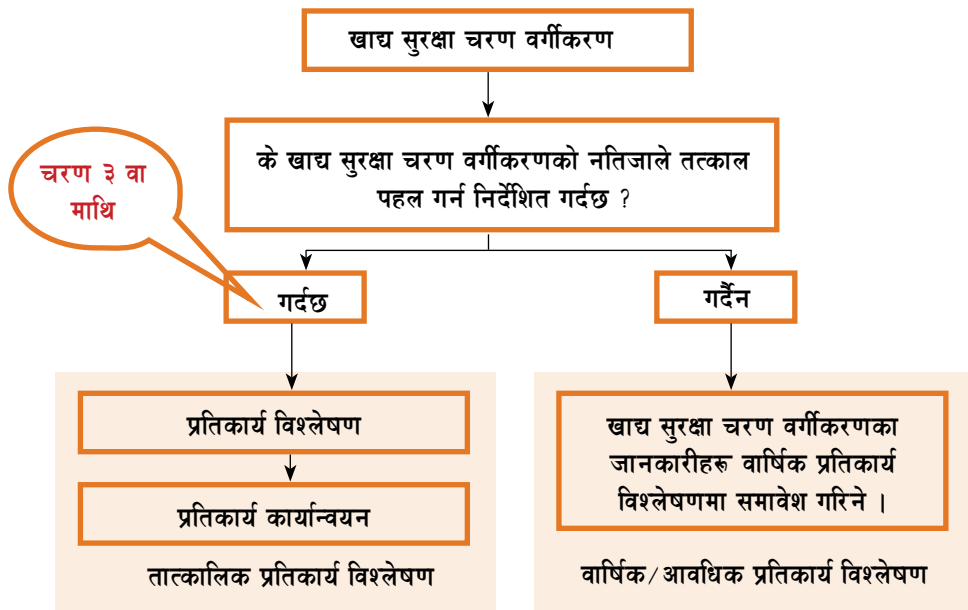 खाद्य सुरक्षा चरण वर्गीकरण
के खाद्य सुरक्षा चरण वर्गीकरणको नतिजाले तत्काल
पहल गर्न निर्देशित गर्दछ ?
चरण ३ वा
माथि
गर्दछ
गर्दैन
प्रतिकार्य विश्लेषण
प्रतिकार्य कार्यान्वयन
तात्कालिक प्रतिकार्य विश्लेषण
खाद्य सुरक्षा चरण वर्गीकरणका
जानकारीहरू वार्षिक प्रतिकार्य
विश्लेषणमा समावेश गरिने ।
वार्षिक/आवधिक प्रतिकार्य विश्लेषण